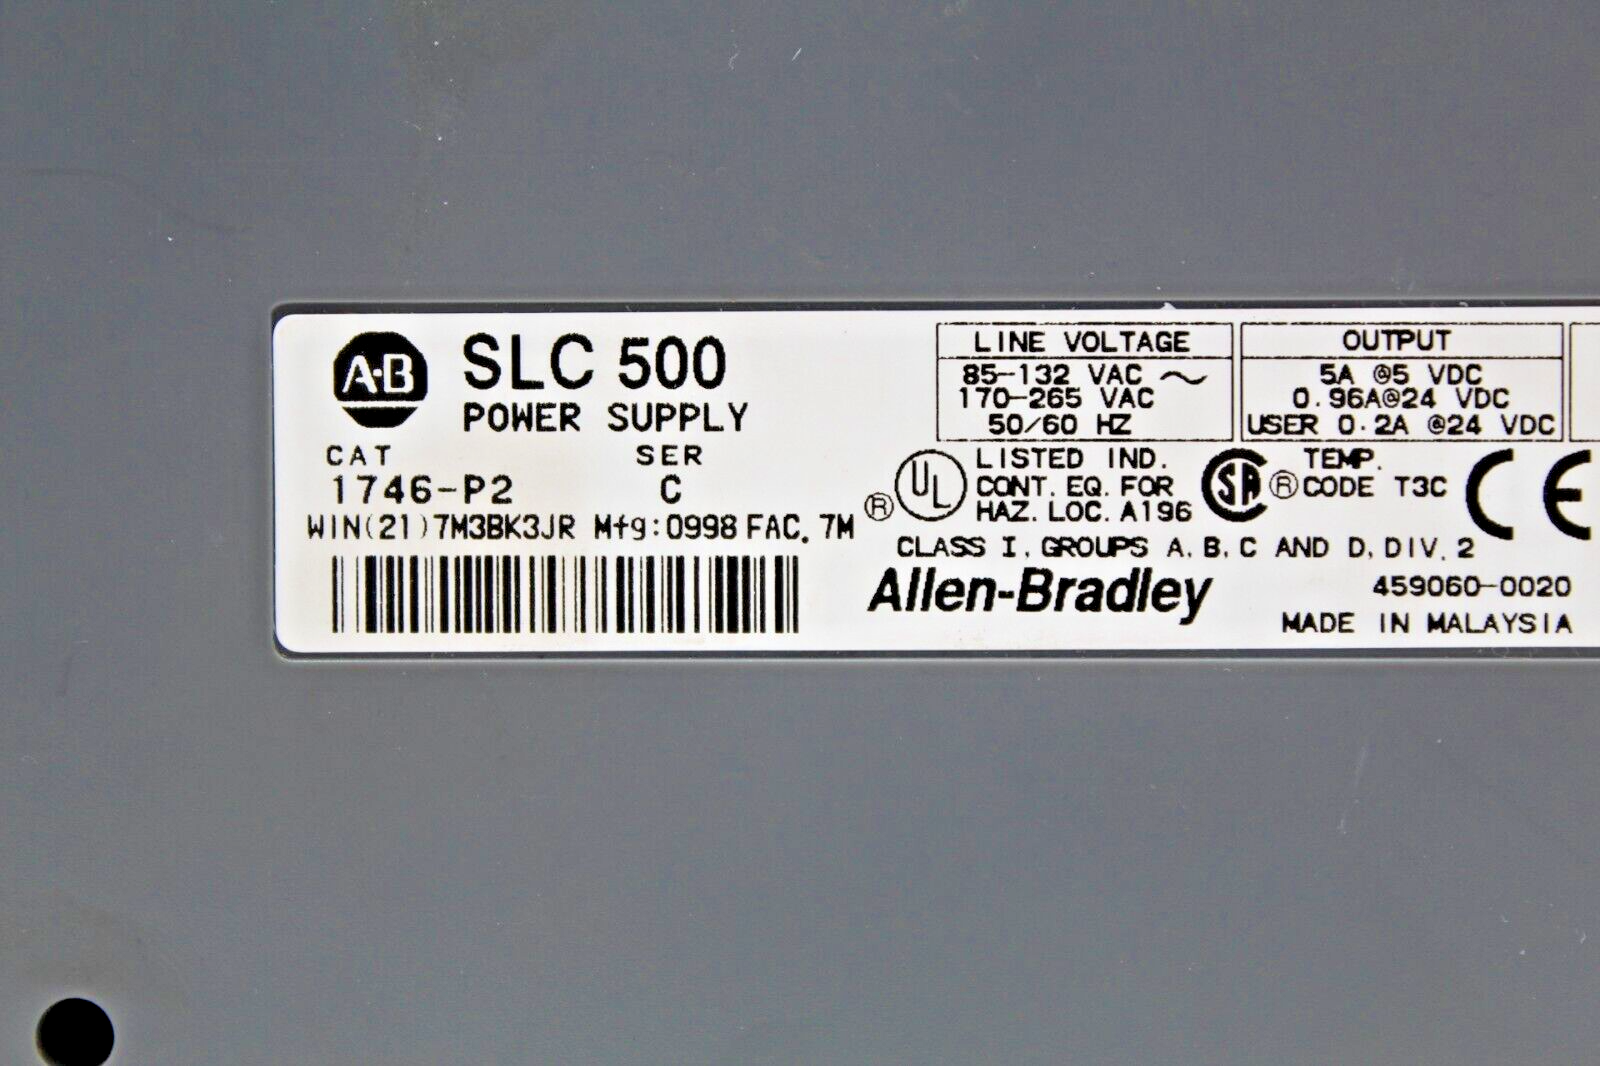 A·B SLC 500
POWER SUPPLY
CAT SER
1746-P2 C
WIN(21)7M3BK3JR Mfg:0998 FAC. 7M
LINE VOLTAGE
85-132 VAC ~
170-265 VAC
50/60 HZ
OUTPUT
5A @5 VDC
0.96A@24 VDC
USER 0.2A @24 VDC
® UL LISTED IND.
CONT. EQ. FOR
HAZ. LOC. A196
SA ® TEMP.
CODE T3C
CE
CLASS I, GROUPS A, B, C AND D, DIV. 2
Allen-Bradley
459060-0020
MADE IN MALAYSIA